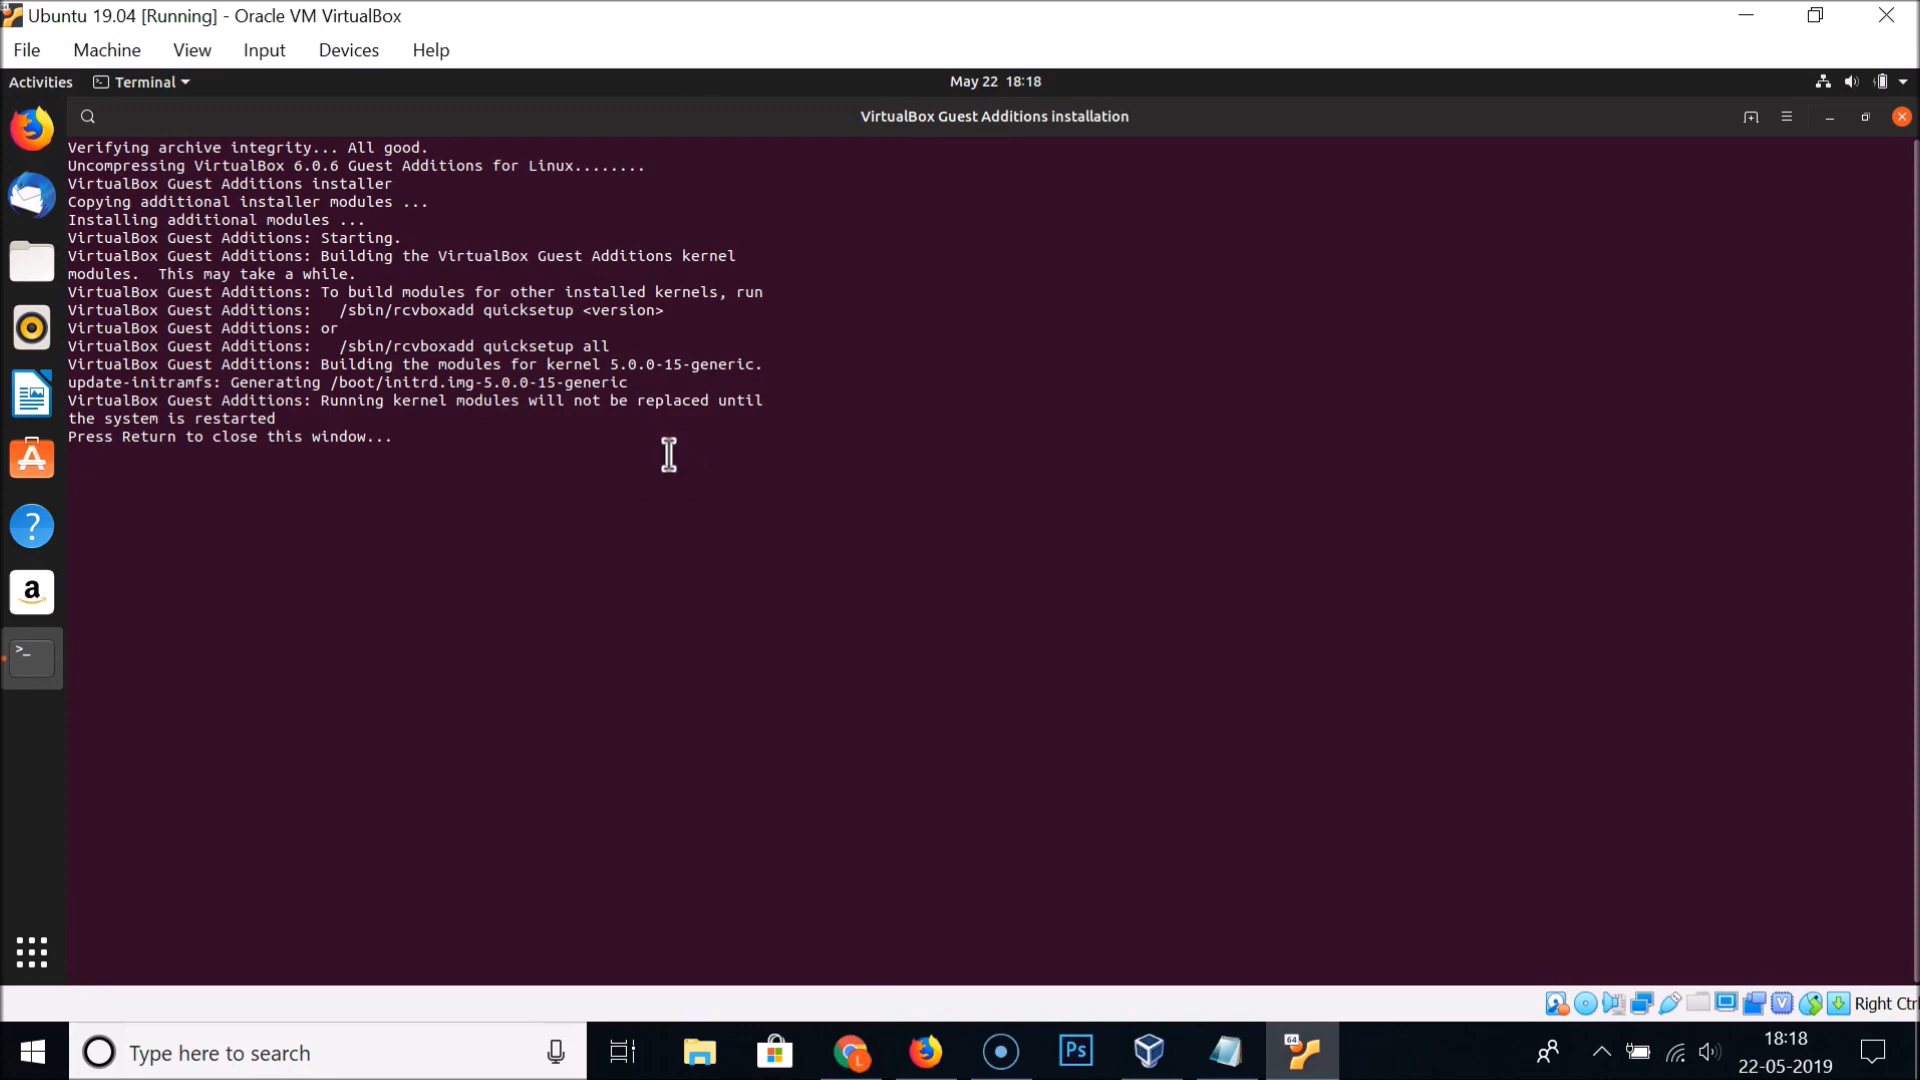 Ubuntu 19.04 [Running] - Oracle VM VirtualBox
File Machine View Input Devices Help
Activities Terminal May 22 18:18
VirtualBox Guest Additions installation
Verifying archive integrity... All good.
Uncompressing VirtualBox 6.0.6 Guest Additions for Linux........
VirtualBox Guest Additions installer
Copying additional installer modules ...
Installing additional modules ...
VirtualBox Guest Additions: Starting.
VirtualBox Guest Additions: Building the VirtualBox Guest Additions kernel
modules.  This may take a while.
VirtualBox Guest Additions: To build modules for other installed kernels, run
VirtualBox Guest Additions:   /sbin/rcvboxadd quicksetup <version>
VirtualBox Guest Additions: or
VirtualBox Guest Additions:   /sbin/rcvboxadd quicksetup all
VirtualBox Guest Additions: Building the modules for kernel 5.0.0-15-generic.
update-initramfs: Generating /boot/initrd.img-5.0.0-15-generic
VirtualBox Guest Additions: Running kernel modules will not be replaced until
the system is restarted
Press Return to close this window...
a
>_
Right Ctr
Type here to search
Ps
64
18:18
22-05-2019